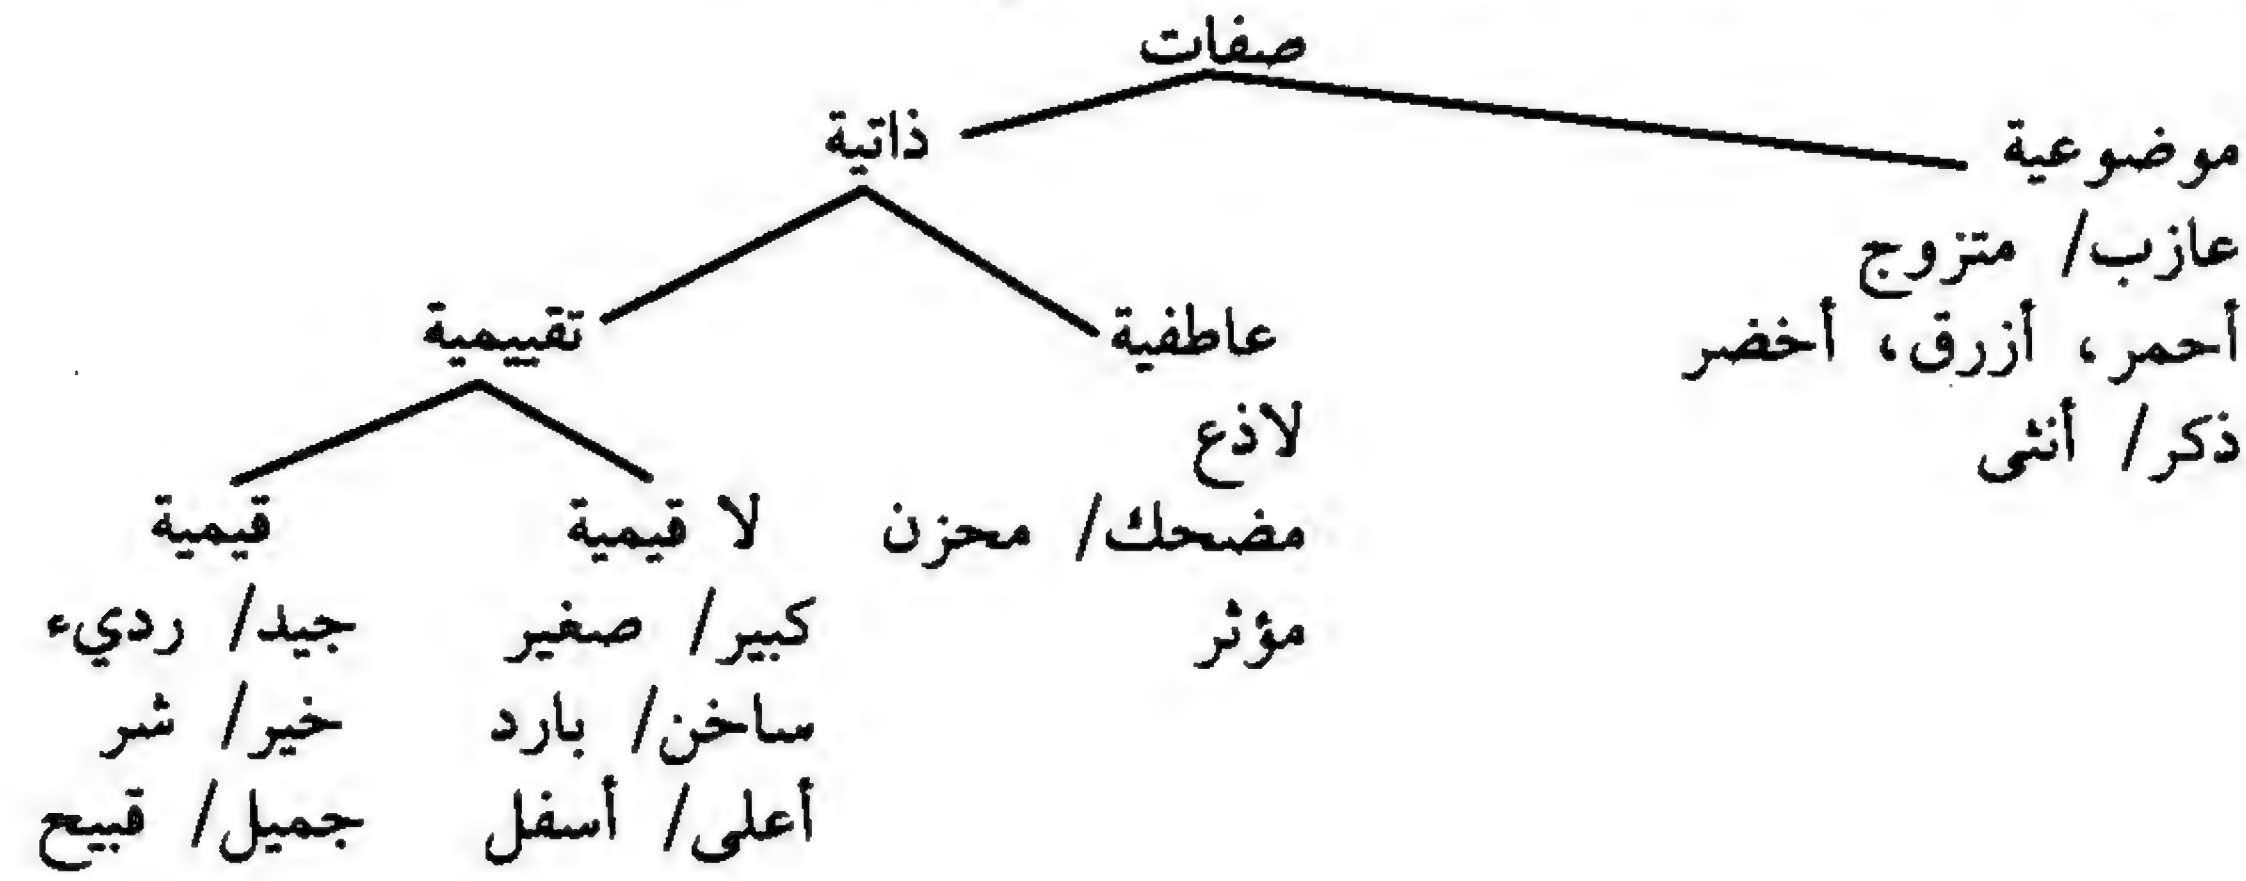 صفات
ذاتية
موضوعية
عازب/ متزوج
أحمر، أزرق، أخضر
ذكر/ أنثى
عاطفية
لاذع
مضحك/ محزن
مؤثر
تقييمية
لا قيمية
كبير/ صغير
ساخن/ بارد
أعلى/ أسفل
قيمية
جيد/ رديء
خير/ شر
جميل/ قبيح